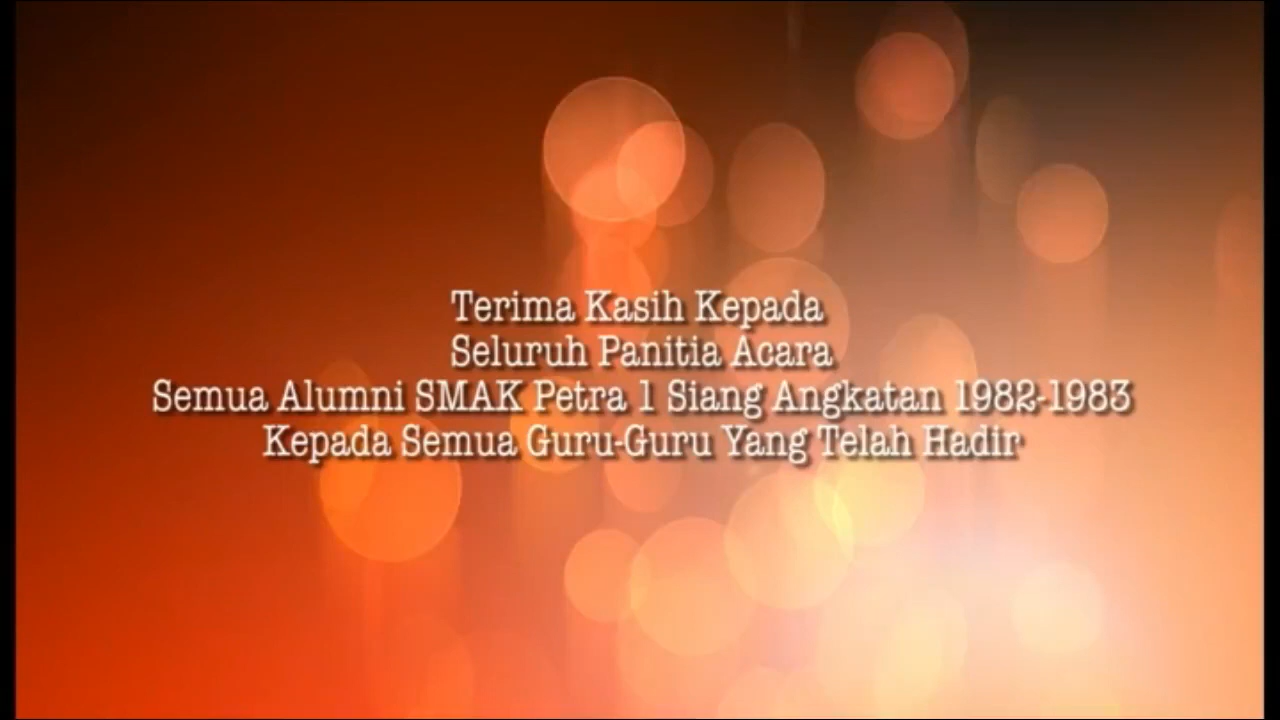 Terima Kasih Kepada
Seluruh Panitia Acara
Semua Alumni SMAK Petra 1 Siang Angkatan 1982-1983
Kepada Semua Guru-Guru Yang Telah Hadir